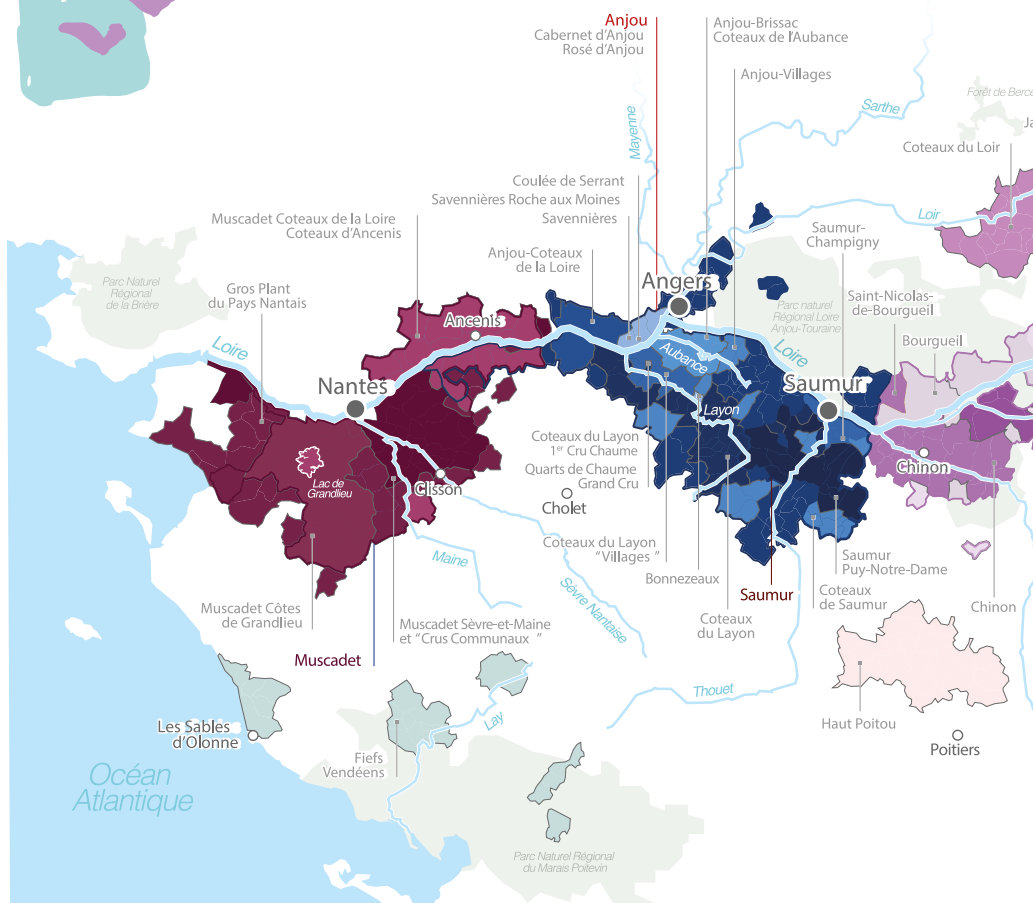 Anjou
Cabernet d'Anjou
Rosé d'Anjou
Anjou-Brissac
Coteaux de l'Aubance
Anjou-Villages
Mayenne
Sarthe
Forêt de Berce
Ja
Coteaux du Loir
Coulée de Serrant
Savennières Roche aux Moines
Savennières
Muscadet Coteaux de la Loire
Coteaux d'Ancenis
Loir
Saumur-
Champigny
Anjou-Coteaux
de la Loire
Parc Naturel
Régional
de la Brière
Gros Plant
du Pays Nantais
Angers
Parc naturel
Régional Loire
Anjou-Touraine
Saint-Nicolas-
de-Bourgueil
Ancenis
Bourgueil
Loire
Aubance
Loire
Nantes
Saumur
Layon
Coteaux du Layon
1er Cru Chaume
Quarts de Chaume
Grand Cru
Lac de
Grandlieu
Clisson
Chinon
Cholet
Coteaux du Layon
"Villages "
Maine
Bonnezeaux
Saumur
Puy-Notre-Dame
Sèvre Nantaise
Saumur
Coteaux
de Saumur
Chinon
Muscadet Côtes
de Grandlieu
Muscadet Sèvre-et-Maine
et "Crus Communaux "
Coteaux
du Layon
Muscadet
Thouet
Lay
Haut Poitou
Les Sables
d'Olonne
Poitiers
Fiefs
Vendéens
Océan
Atlantique
Parc Naturel Régional
du Marais Poitevin